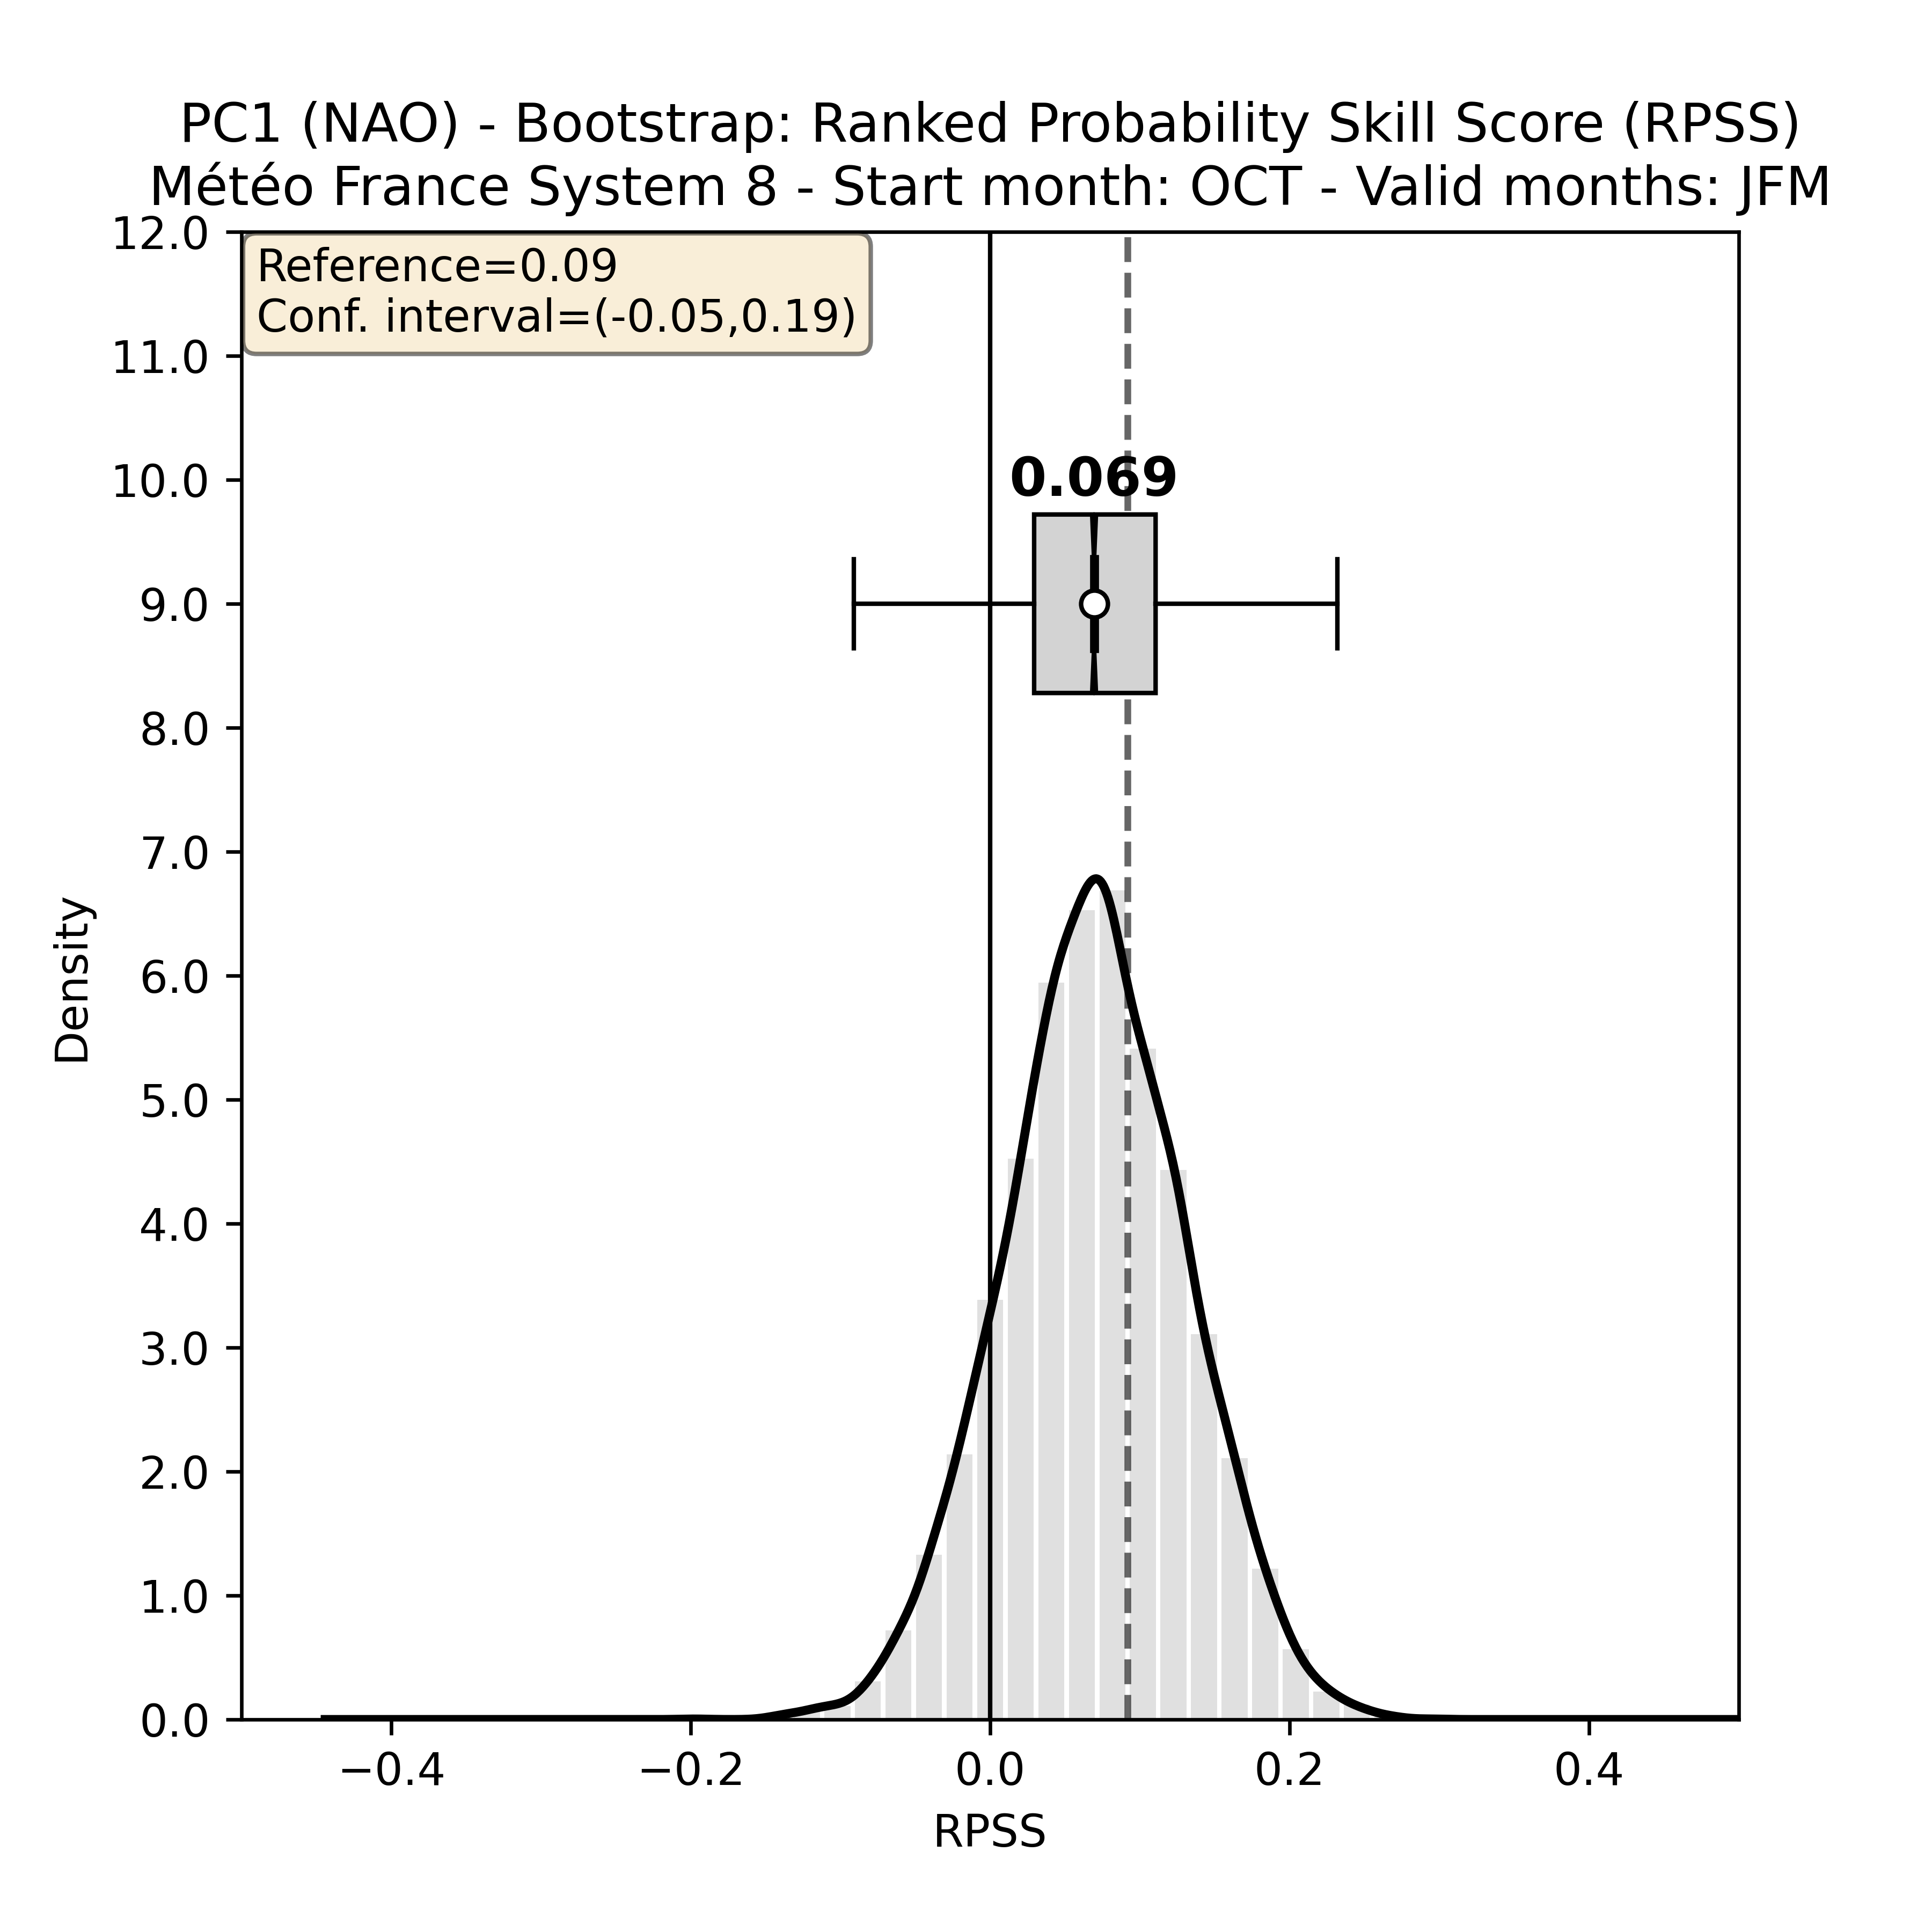 PC1 (NAO) - Bootstrap: Ranked Probability Skill Score (RPSS)
Météo France System 8 - Start month: OCT - Valid months: JFM
Reference=0.09
Conf. interval=(-0.05,0.19)
0.069
12.0
11.0
10.0
9.0
8.0
7.0
6.0
5.0
4.0
3.0
2.0
1.0
0.0
Density
−0.4 −0.2 0.0 0.2 0.4
RPSS